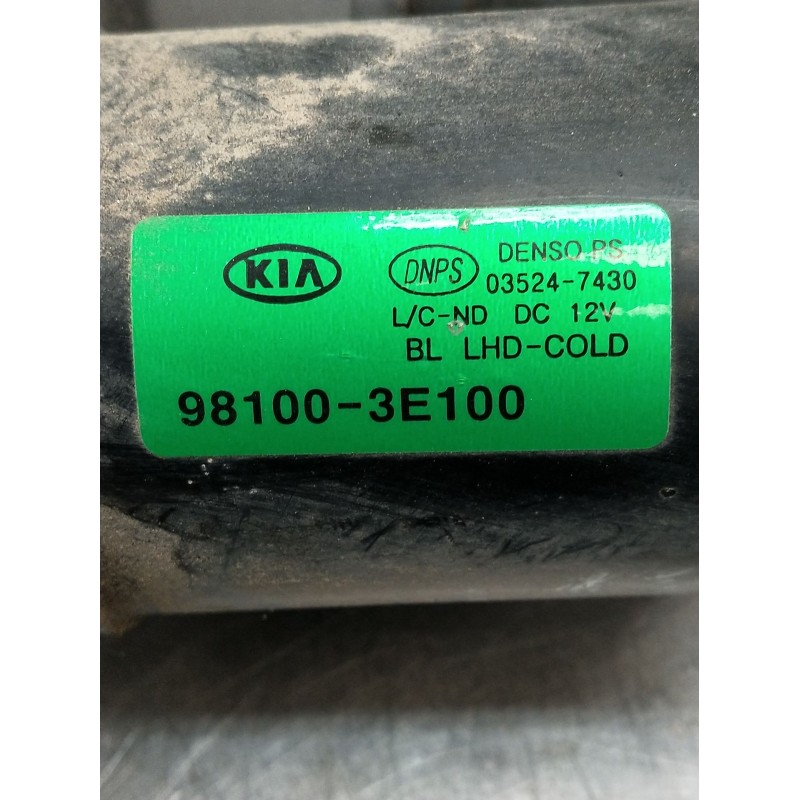 KIA
DNPS
DENSO PS
03524-7430
L/C-ND DC 12V
BL LHD-COLD
98100-3E100